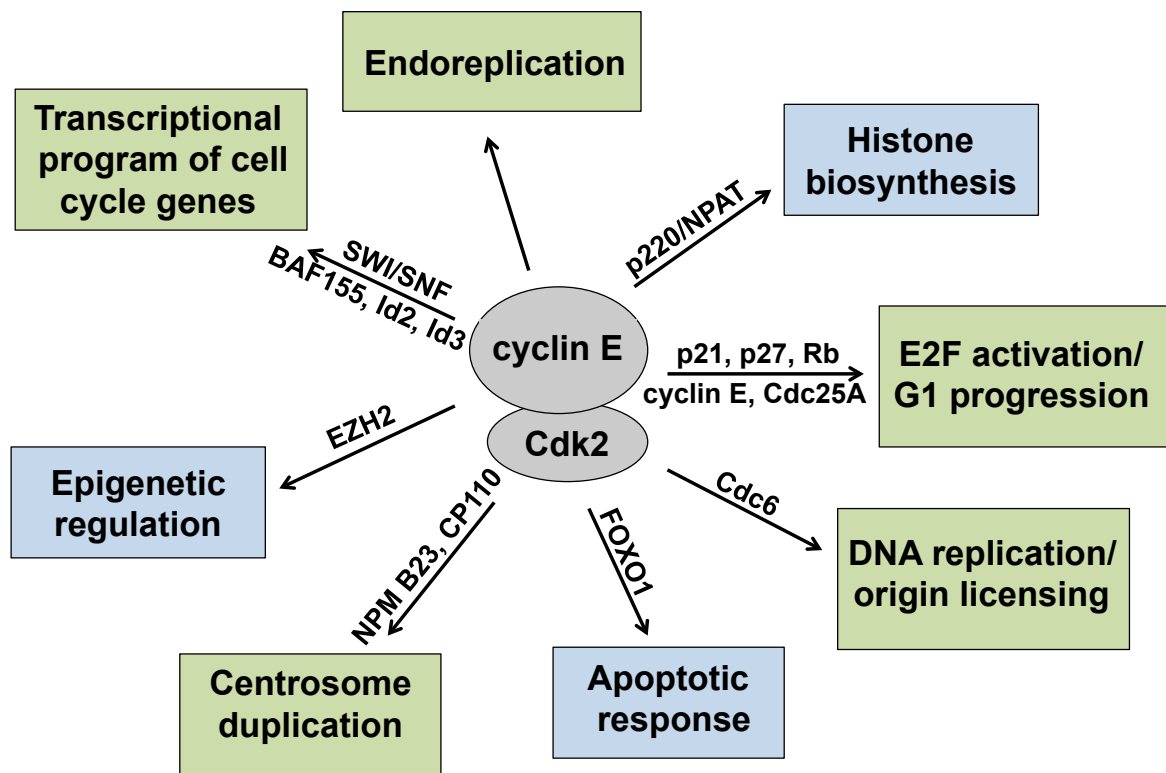 Endoreplication
Transcriptional
program of cell
cycle genes
Histone
biosynthesis
p220/NPAT
SWI/SNF
BAF155, Id2, Id3
cyclin E
p21, p27, Rb
cyclin E, Cdc25A
E2F activation/
G1 progression
Cdk2
EZH2
Epigenetic
regulation
NPM B23, CP110
FOXO1
Cdc6
DNA replication/
origin licensing
Centrosome
duplication
Apoptotic
response